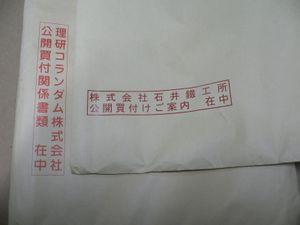 理研コランダム株式会社
公開買付関係書類 在中
株式会社石井鐵工所
公開買付けご案内 在中